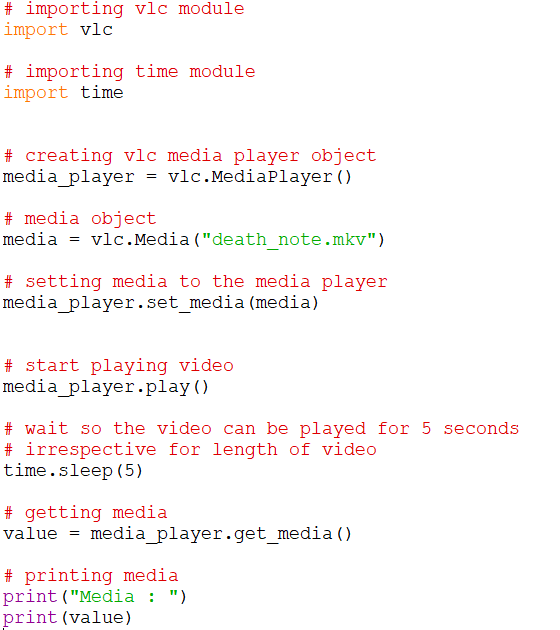 # importing vlc module
import vlc
# importing time module
import time
# creating vlc media player object
media_player = vlc.MediaPlayer()
# media object
media = vlc.Media("death_note.mkv")
# setting media to the media player
media_player.set_media(media)
# start playing video
media_player.play()
# wait so the video can be played for 5 seconds
# irrespective for length of video
time.sleep(5)
# getting media
value = media_player.get_media()
# printing media
print("Media : ")
print(value)